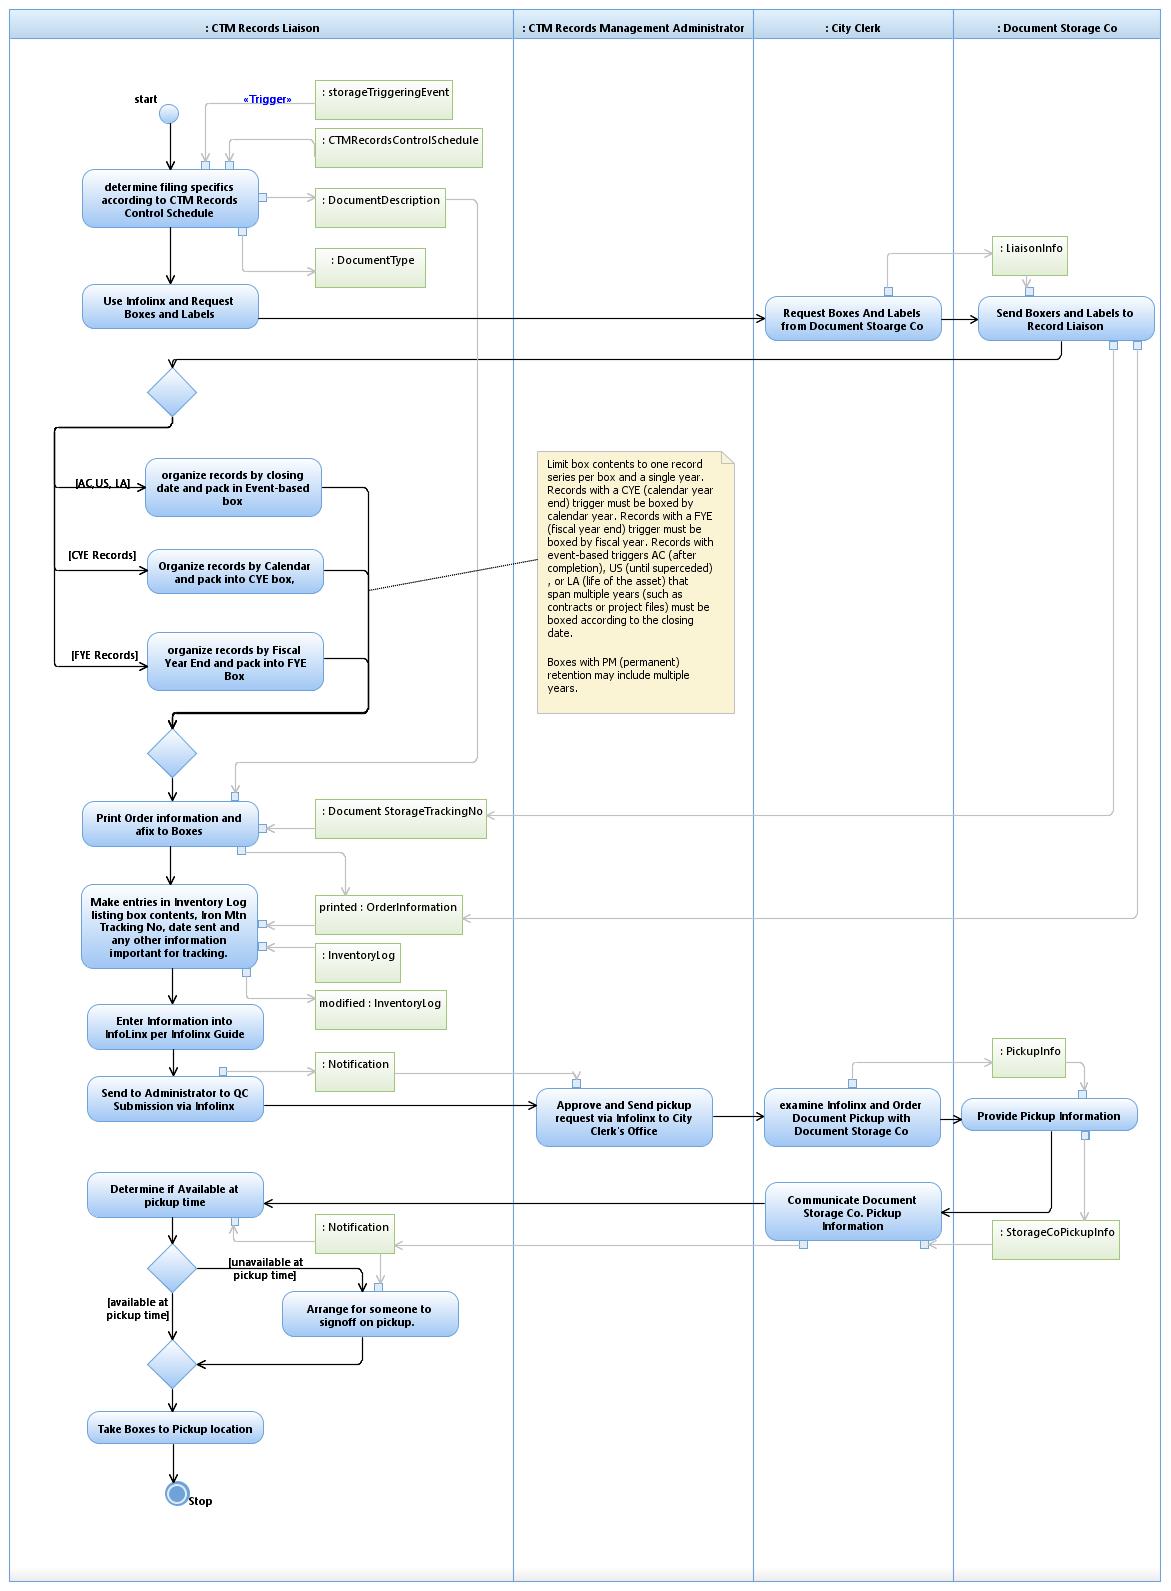 : CTM Records Liaison
: CTM Records Management Administrator
: City Clerk
: Document Storage Co
start
«Trigger»
: storageTriggeringEvent
: CTMRecordsControlSchedule
determine filing specifics
according to CTM Records
Control Schedule
: DocumentDescription
: DocumentType
: LiaisonInfo
Use Infolinx and Request
Boxes and Labels
Request Boxes And Labels
from Document Stoarge Co
Send Boxers and Labels to
Record Liaison
[AC,US, LA]
organize records by closing
date and pack in Event-based
box
[CYE Records]
Organize records by Calendar
and pack into CYE box,
[FYE Records]
organize records by Fiscal
Year End and pack into FYE
Box
Limit box contents to one record
series per box and a single year.
Records with a CYE (calendar year
end) trigger must be boxed by
calendar year. Records with a FYE
(fiscal year end) trigger must be
boxed by fiscal year. Records with
event-based triggers AC (after
completion), US (until superceded)
, or LA (life of the asset) that
span multiple years (such as
contracts or project files) must be
boxed according to the closing
date.
Boxes with PM (permanent)
retention may include multiple
years.
Print Order information and
afix to Boxes
: Document StorageTrackingNo
Make entries in Inventory Log
listing box contents, Iron Mtn
Tracking No, date sent and
any other information
important for tracking.
printed : OrderInformation
: InventoryLog
modified : InventoryLog
Enter Information into
InfoLinx per Infolinx Guide
: Notification
: PickupInfo
Send to Administrator to QC
Submission via Infolinx
Approve and Send pickup
request via Infolinx to City
Clerk's Office
examine Infolinx and Order
Document Pickup with
Document Storage Co
Provide Pickup Information
Determine if Available at
pickup time
Communicate Document
Storage Co. Pickup
Information
: Notification
: StorageCoPickupInfo
[unavailable at
pickup time]
[available at
pickup time]
Arrange for someone to
signoff on pickup.
Take Boxes to Pickup location
Stop